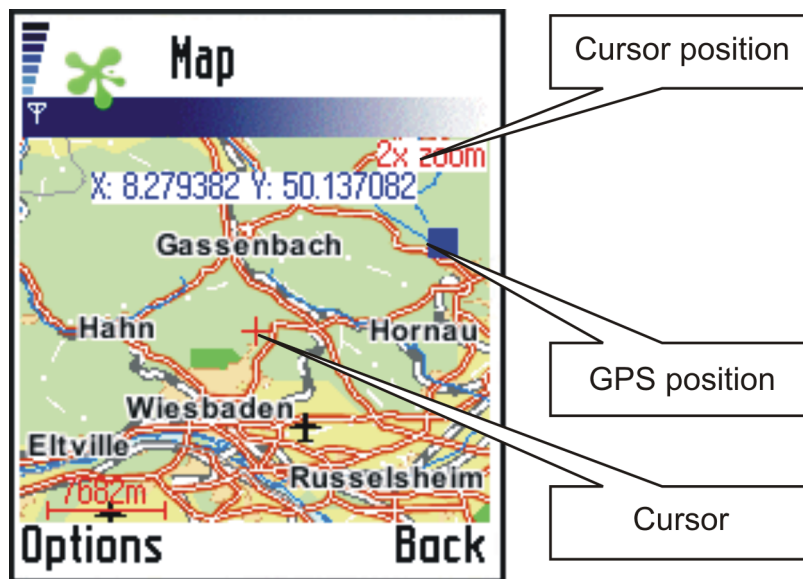 Map
Cursor position
2x zoom
X: 8.279382 Y: 50.137082
Gassenbach
Hahn
Hornau
GPS position
Wiesbaden
Eltville
Russelsheim
7682m
Cursor
Options
Back